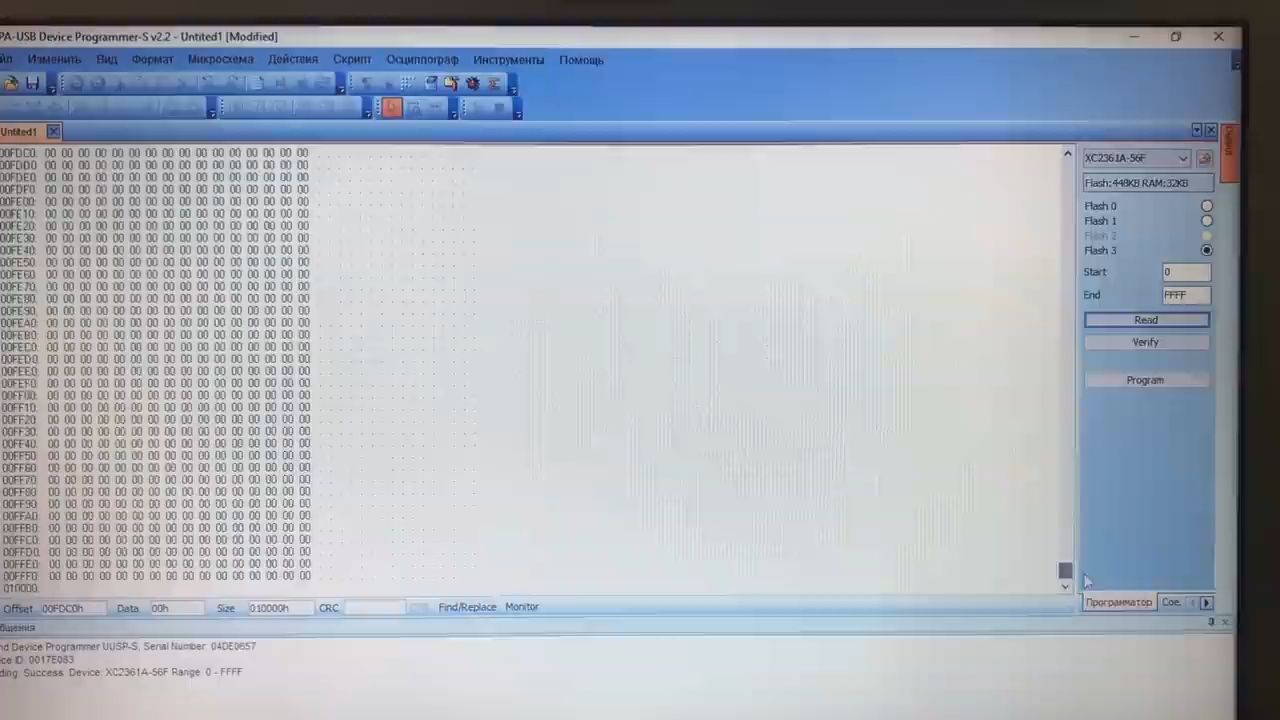 PA-USB Device Programmer-S v2.2 - Untited1 [Modified]
йл Изменить Вид Формат Микросхема Действия Скрипт Осциллограф Инструменты Помощь
Untited1
00FDC0: 00 00 00 00 00 00 00 00 00 00 00 00 00 00 00 00
00FDD0: 00 00 00 00 00 00 00 00 00 00 00 00 00 00 00 00
00FDE0: 00 00 00 00 00 00 00 00 00 00 00 00 00 00 00 00
00FDF0: 00 00 00 00 00 00 00 00 00 00 00 00 00 00 00 00
00FE00: 00 00 00 00 00 00 00 00 00 00 00 00 00 00 00 00
00FE10: 00 00 00 00 00 00 00 00 00 00 00 00 00 00 00 00
00FE20: 00 00 00 00 00 00 00 00 00 00 00 00 00 00 00 00
00FE30: 00 00 00 00 00 00 00 00 00 00 00 00 00 00 00 00
00FE40: 00 00 00 00 00 00 00 00 00 00 00 00 00 00 00 00
00FE50: 00 00 00 00 00 00 00 00 00 00 00 00 00 00 00 00
00FE60: 00 00 00 00 00 00 00 00 00 00 00 00 00 00 00 00
00FE70: 00 00 00 00 00 00 00 00 00 00 00 00 00 00 00 00
00FE80: 00 00 00 00 00 00 00 00 00 00 00 00 00 00 00 00
00FE90: 00 00 00 00 00 00 00 00 00 00 00 00 00 00 00 00
00FEA0: 00 00 00 00 00 00 00 00 00 00 00 00 00 00 00 00
00FEB0: 00 00 00 00 00 00 00 00 00 00 00 00 00 00 00 00
00FEC0: 00 00 00 00 00 00 00 00 00 00 00 00 00 00 00 00
00FED0: 00 00 00 00 00 00 00 00 00 00 00 00 00 00 00 00
00FEE0: 00 00 00 00 00 00 00 00 00 00 00 00 00 00 00 00
00FEF0: 00 00 00 00 00 00 00 00 00 00 00 00 00 00 00 00
00FF00: 00 00 00 00 00 00 00 00 00 00 00 00 00 00 00 00
00FF10: 00 00 00 00 00 00 00 00 00 00 00 00 00 00 00 00
00FF20: 00 00 00 00 00 00 00 00 00 00 00 00 00 00 00 00
00FF30: 00 00 00 00 00 00 00 00 00 00 00 00 00 00 00 00
00FF40: 00 00 00 00 00 00 00 00 00 00 00 00 00 00 00 00
00FF50: 00 00 00 00 00 00 00 00 00 00 00 00 00 00 00 00
00FF60: 00 00 00 00 00 00 00 00 00 00 00 00 00 00 00 00
00FF70: 00 00 00 00 00 00 00 00 00 00 00 00 00 00 00 00
00FF80: 00 00 00 00 00 00 00 00 00 00 00 00 00 00 00 00
00FF90: 00 00 00 00 00 00 00 00 00 00 00 00 00 00 00 00
00FFA0: 00 00 00 00 00 00 00 00 00 00 00 00 00 00 00 00
00FFB0: 00 00 00 00 00 00 00 00 00 00 00 00 00 00 00 00
00FFC0: 00 00 00 00 00 00 00 00 00 00 00 00 00 00 00 00
00FFD0: 00 00 00 00 00 00 00 00 00 00 00 00 00 00 00 00
00FFE0: 00 00 00 00 00 00 00 00 00 00 00 00 00 00 00 00
00FFF0: 00 00 00 00 00 00 00 00 00 00 00 00 00 00 00 00
010000:
XC2361A-56F
Flash:448KB RAM:32KB
Flash 0
Flash 1
Flash 2
Flash 3
Start 0
End FFFF
Read
Verify
Program
Программатор Сое,
Offset 00FDC0h Data 00h Size 010000h CRC Find/Replace Monitor
бщения
nd Device Programmer UUSP-S, Serial Number: 04DE0657
ice ID: 0017E083
ding Success. Device: XC2361A-56F Range: 0 - FFFF